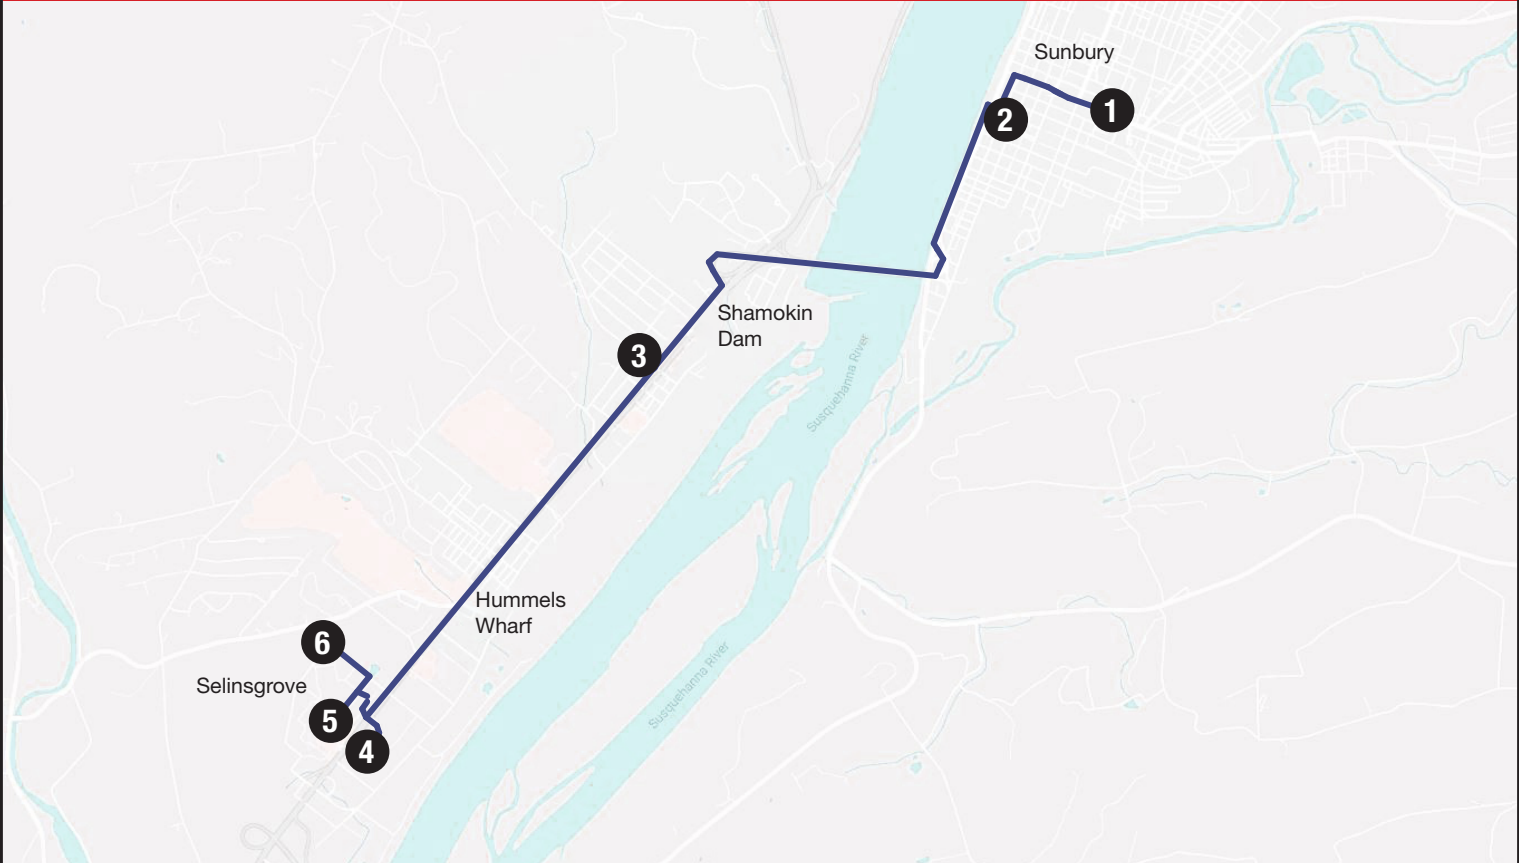 Sunbury
1
2
Shamokin
Dam
3
Susquehanna River
Hummels
Wharf
6
Selinsgrove
5
4
Susquehanna River